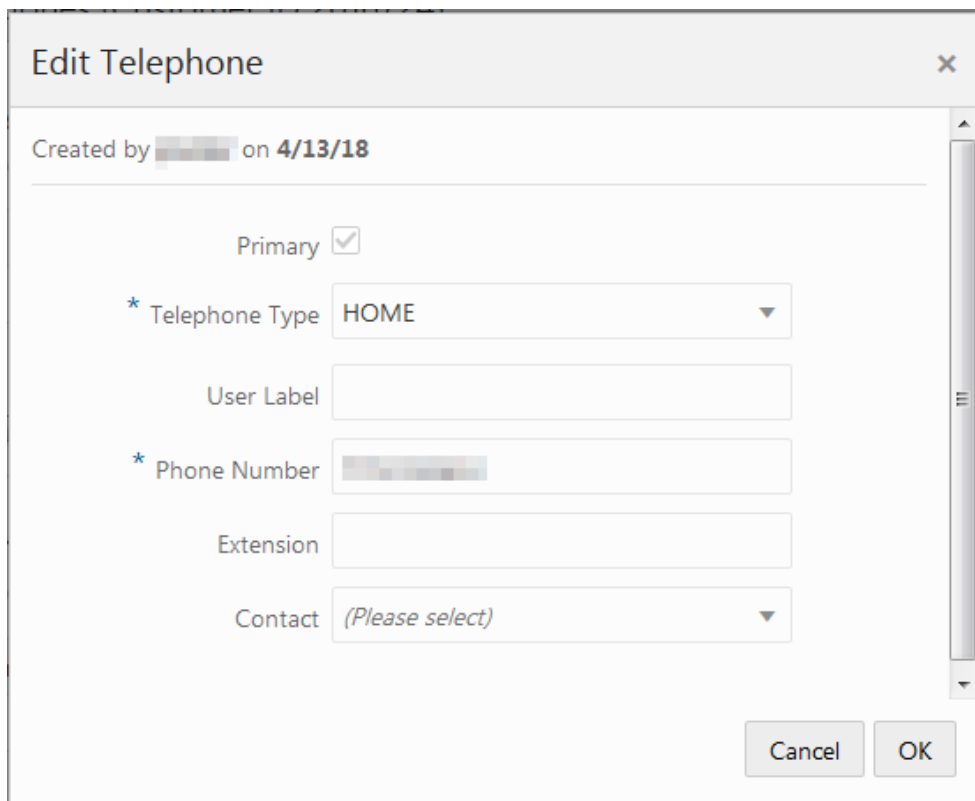 Edit Telephone
Created by on 4/13/18
Primary
* Telephone Type HOME
User Label
* Phone Number
Extension
Contact (Please select)
Cancel OK